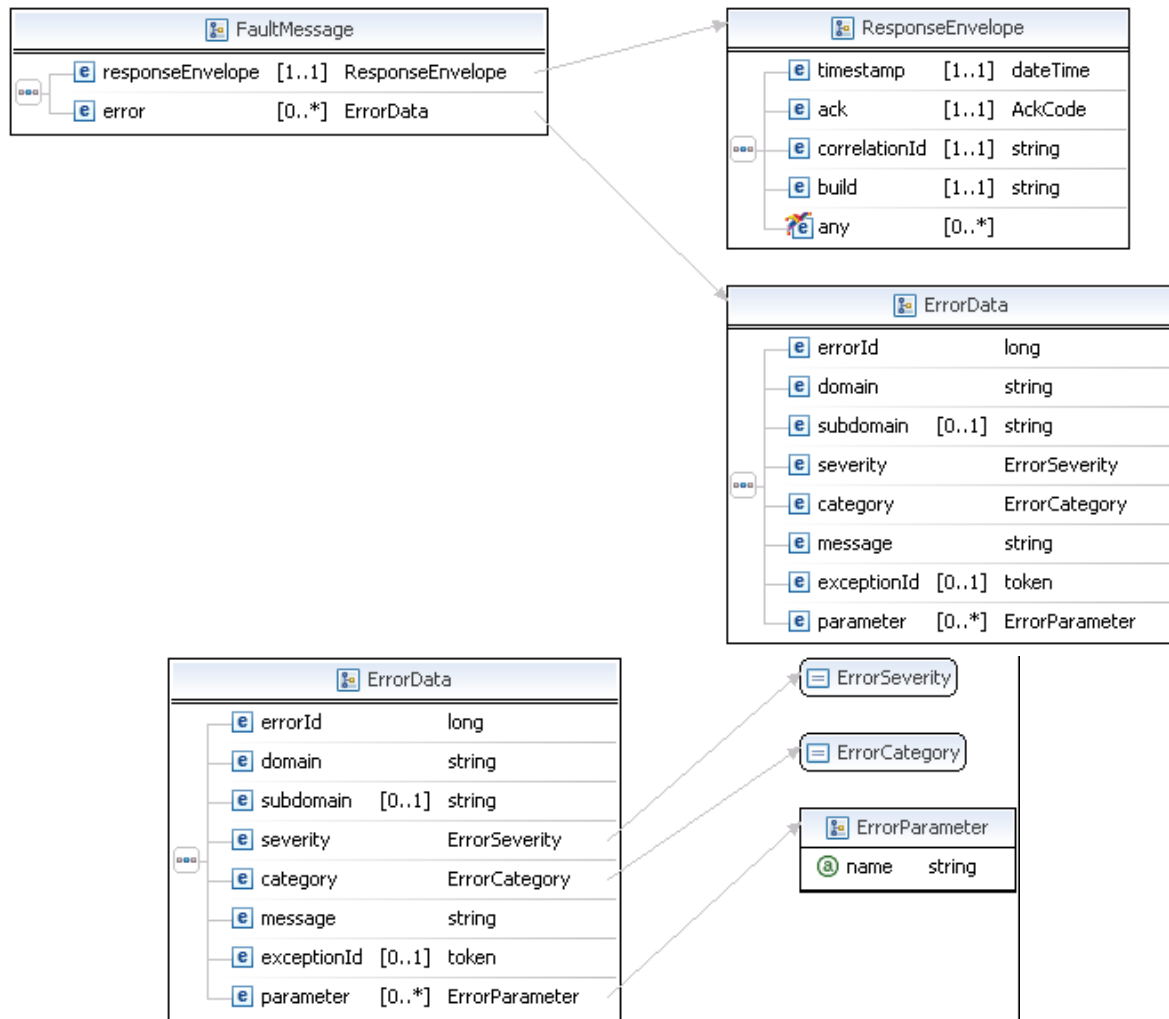 FaultMessage
responseEnvelope [1..1] ResponseEnvelope
error [0..*] ErrorData
ResponseEnvelope
timestamp [1..1] dateTime
ack [1..1] AckCode
correlationId [1..1] string
build [1..1] string
any [0..*]
ErrorData
errorId long
domain string
subdomain [0..1] string
severity ErrorSeverity
category ErrorCategory
message string
exceptionId [0..1] token
parameter [0..*] ErrorParameter
ErrorData
errorId long
domain string
subdomain [0..1] string
severity ErrorSeverity
category ErrorCategory
message string
exceptionId [0..1] token
parameter [0..*] ErrorParameter
ErrorSeverity
ErrorCategory
ErrorParameter
name string